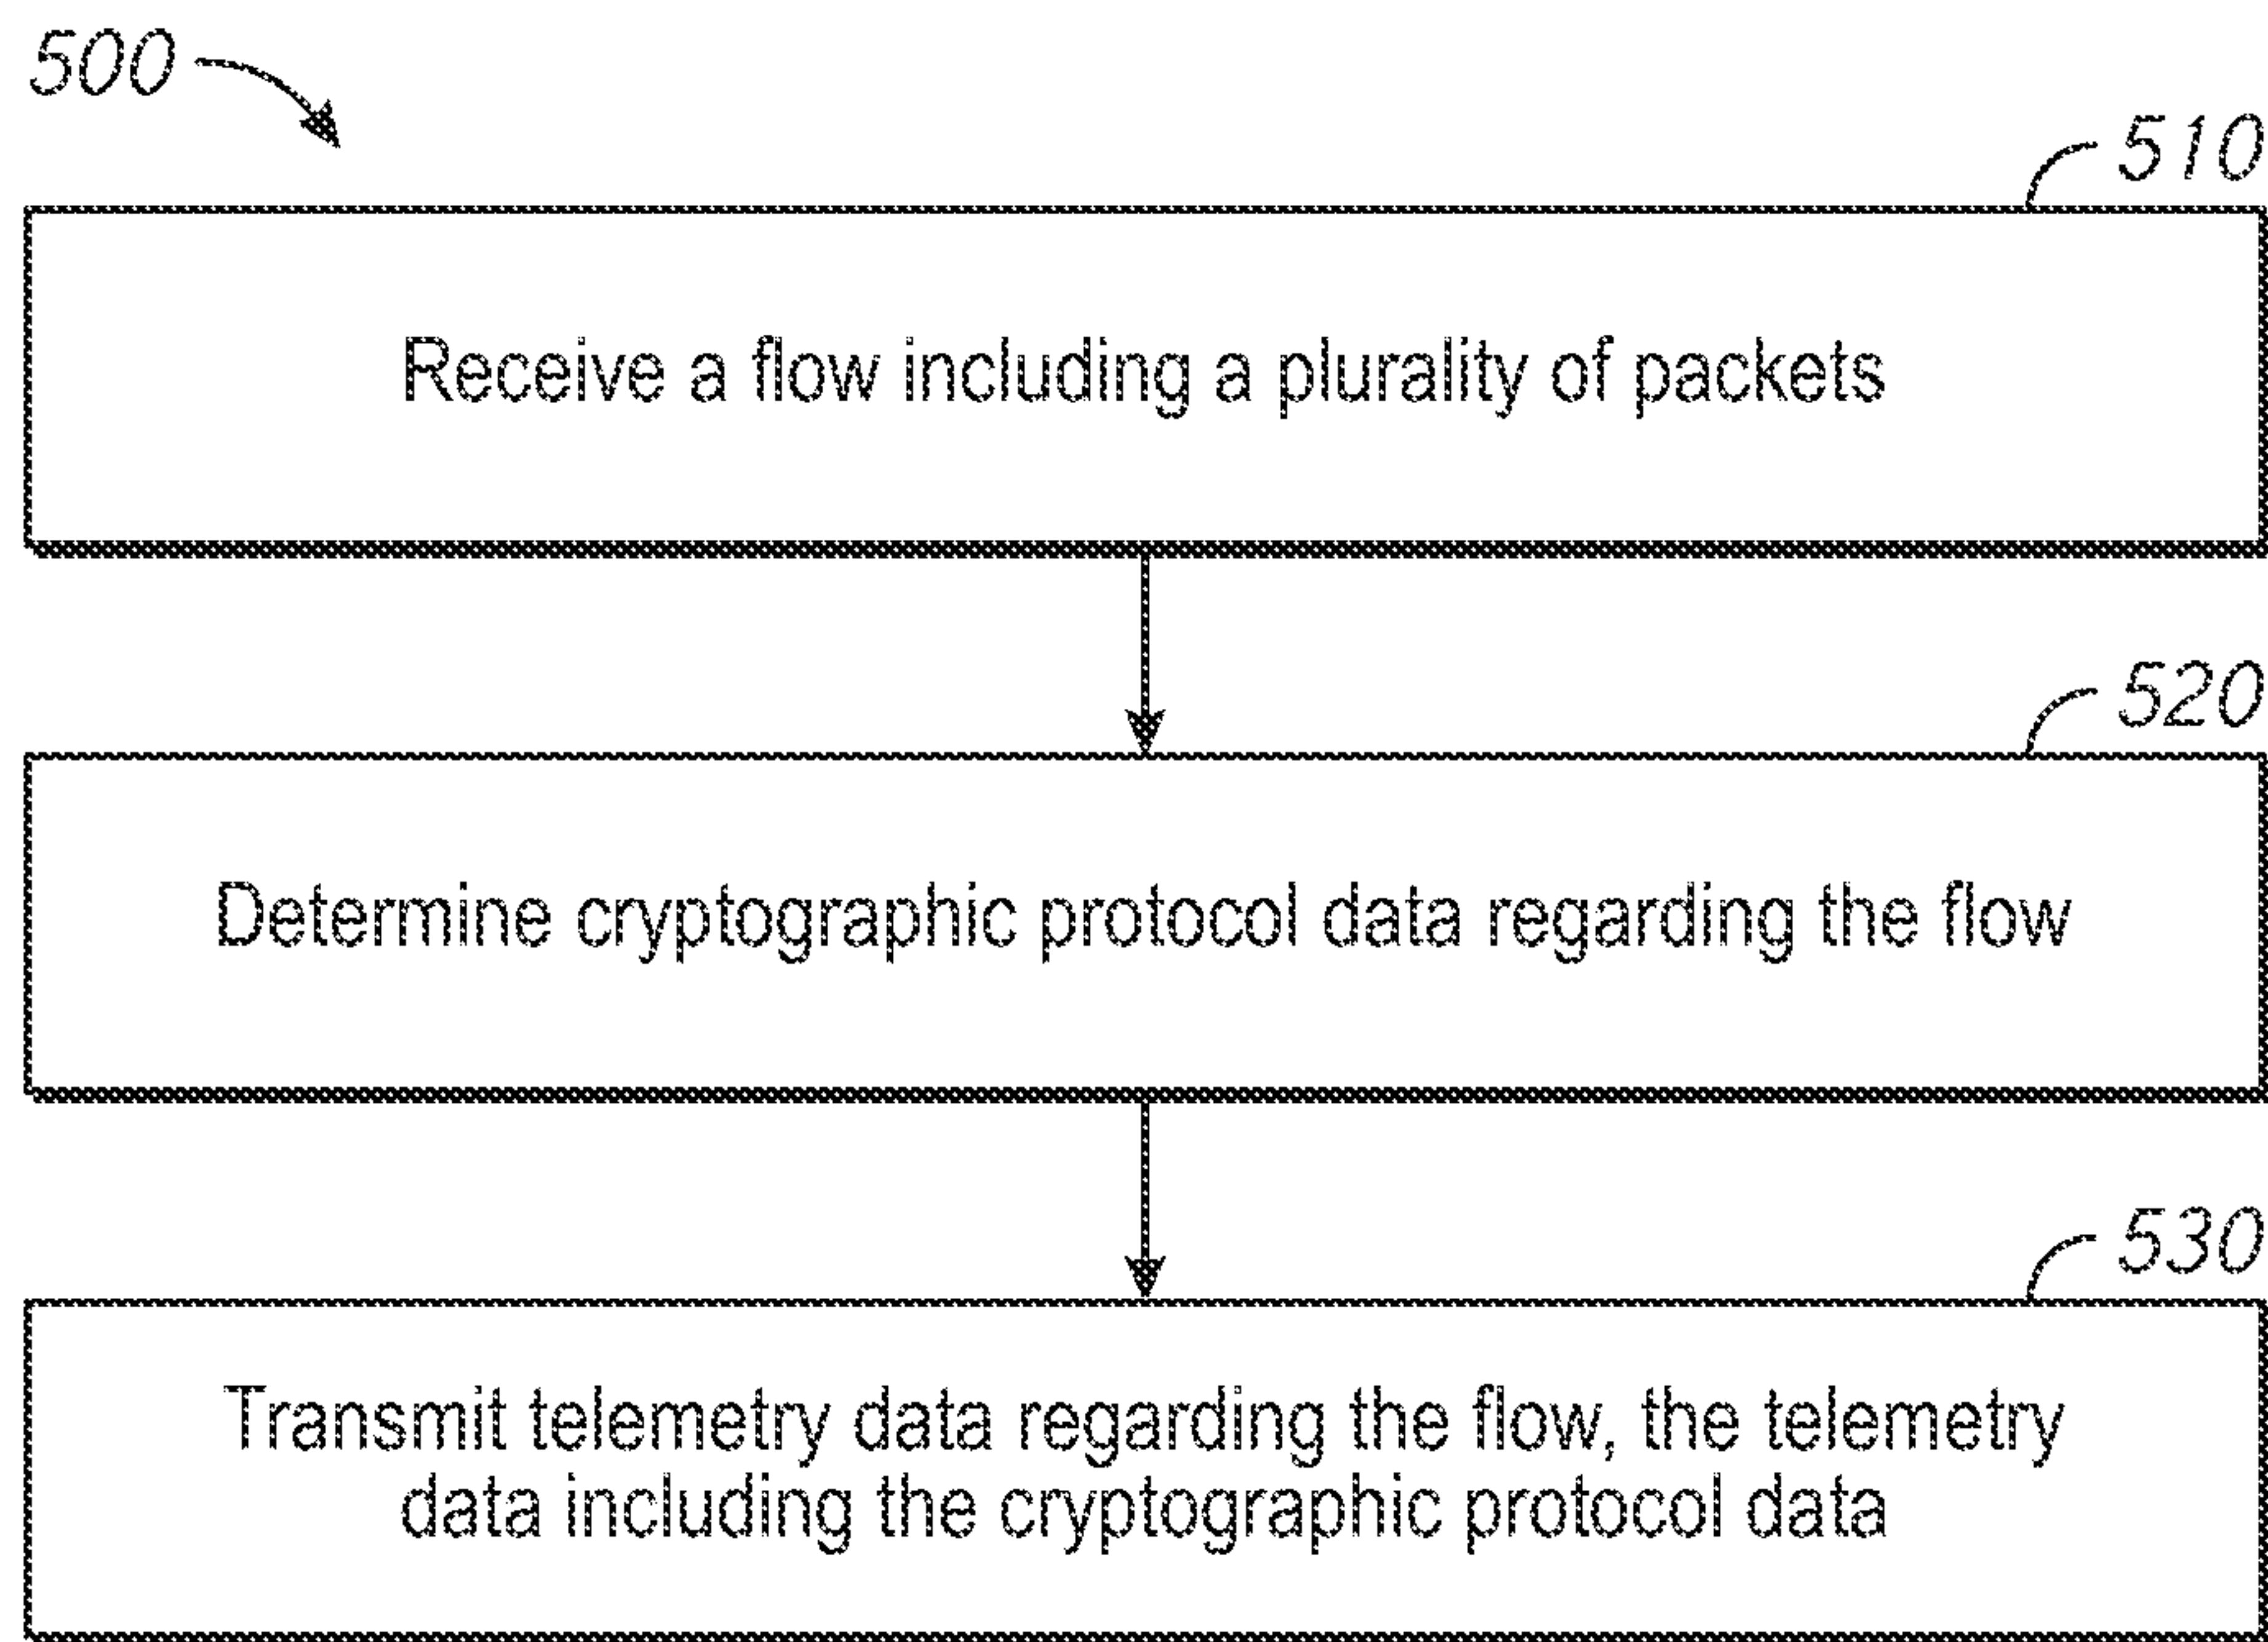 500
510
Receive a flow including a plurality of packets
520
Determine cryptographic protocol data regarding the flow
530
Transmit telemetry data regarding the flow, the telemetry
data including the cryptographic protocol data